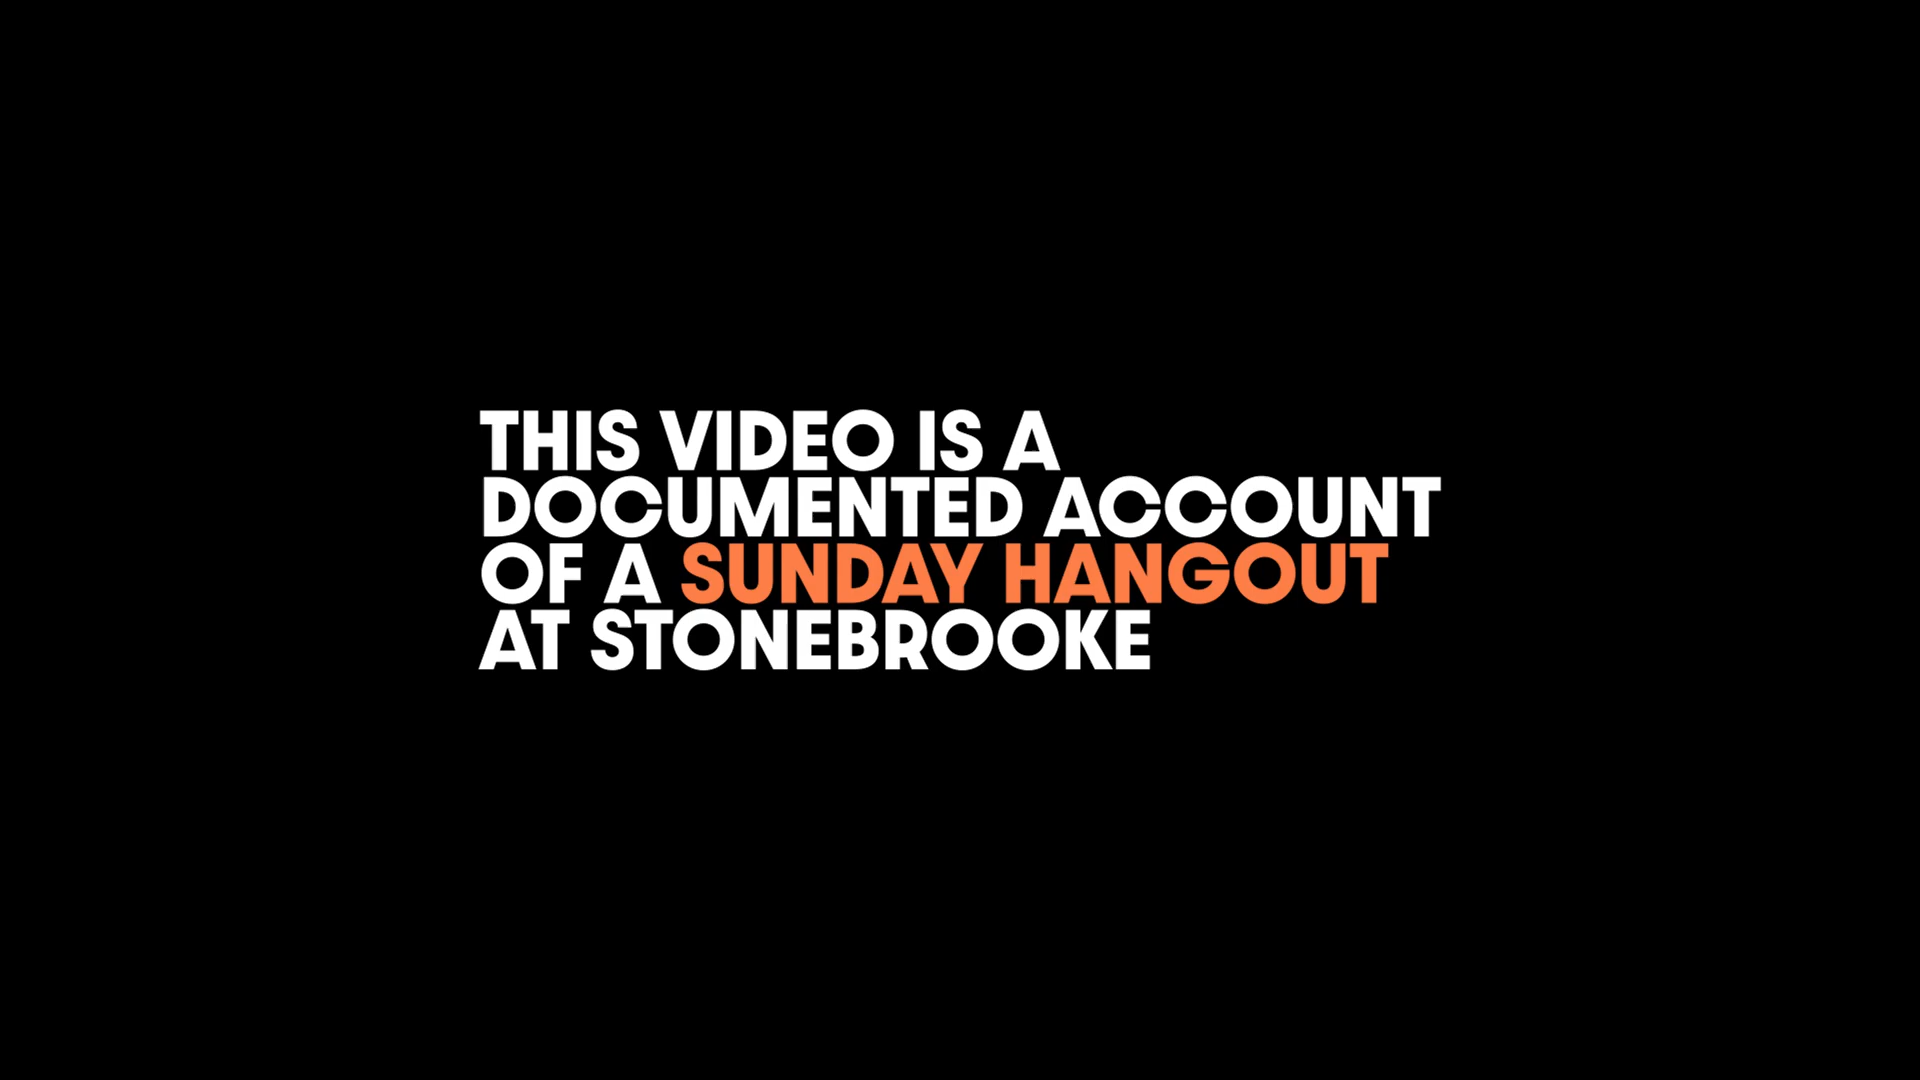 THIS VIDEO IS A
DOCUMENTED ACCOUNT
OF A SUNDAY HANGOUT
AT STONEBROOKE